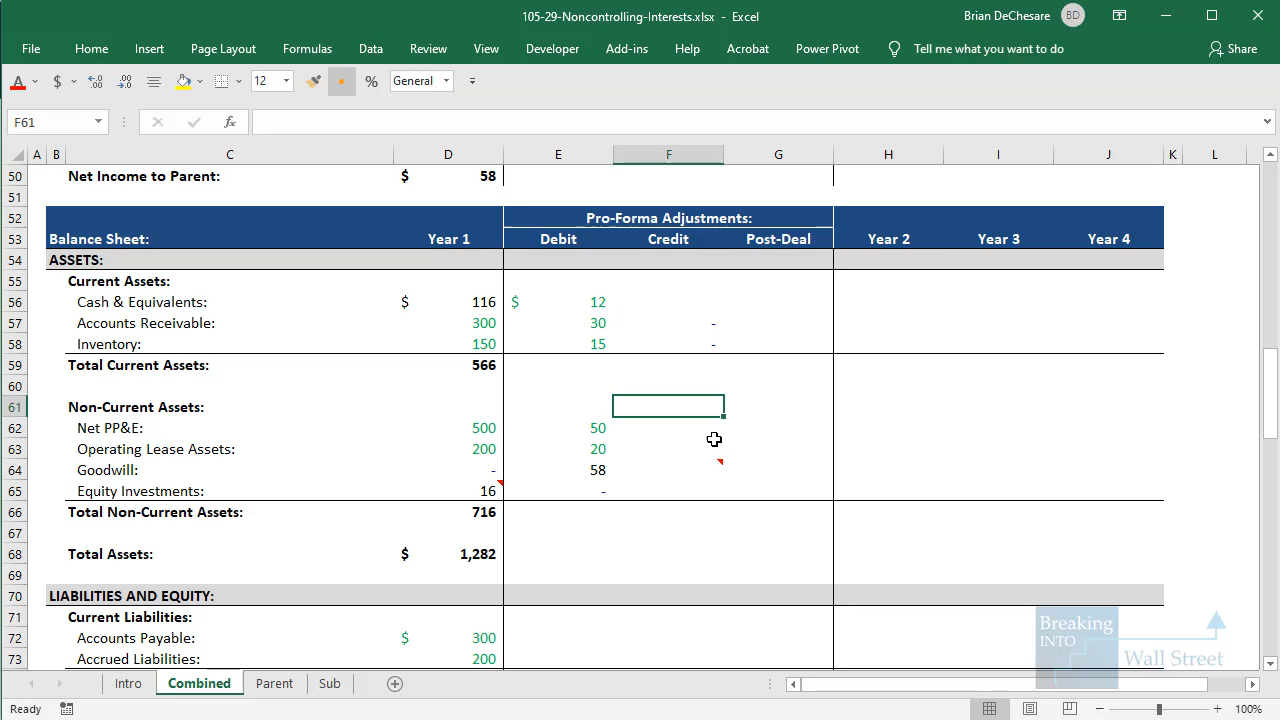 105-29-Noncontrolling-Interests.xlsx - Excel
Brian DeChesare BD
File Home Insert Page Layout Formulas Data Review View Developer Add-ins Help Acrobat Power Pivot Tell me what you want to do Share
A $ .00 12 % General
F61 fx
A B C D E F G H I J K L
50 Net Income to Parent: $ 58
51
52 Pro-Forma Adjustments:
53 Balance Sheet: Year 1 Debit Credit Post-Deal Year 2 Year 3 Year 4
54 ASSETS:
55 Current Assets:
56 Cash & Equivalents: $ 116 $ 12
57 Accounts Receivable: 300 30 -
58 Inventory: 150 15 -
59 Total Current Assets: 566
60
61 Non-Current Assets:
62 Net PP&E: 500 50
63 Operating Lease Assets: 200 20
64 Goodwill: - 58
65 Equity Investments: 16 -
66 Total Non-Current Assets: 716
67
68 Total Assets: $ 1,282
69
70 LIABILITIES AND EQUITY:
71 Current Liabilities:
72 Accounts Payable: $ 300
73 Accrued Liabilities: 200
Breaking
INTO
Wall Street
Intro Combined Parent Sub
Ready 100%